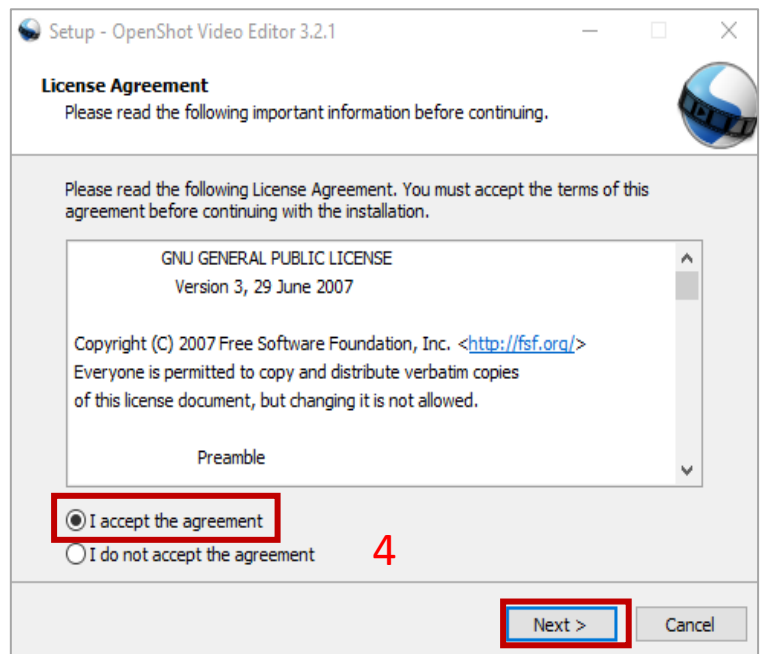 Setup - OpenShot Video Editor 3.2.1
License Agreement
Please read the following important information before continuing.
Please read the following License Agreement. You must accept the terms of this
agreement before continuing with the installation.
GNU GENERAL PUBLIC LICENSE
Version 3, 29 June 2007
Copyright (C) 2007 Free Software Foundation, Inc. <http://fsf.org/>
Everyone is permitted to copy and distribute verbatim copies
of this license document, but changing it is not allowed.
Preamble
I accept the agreement
I do not accept the agreement
4
Next >
Cancel